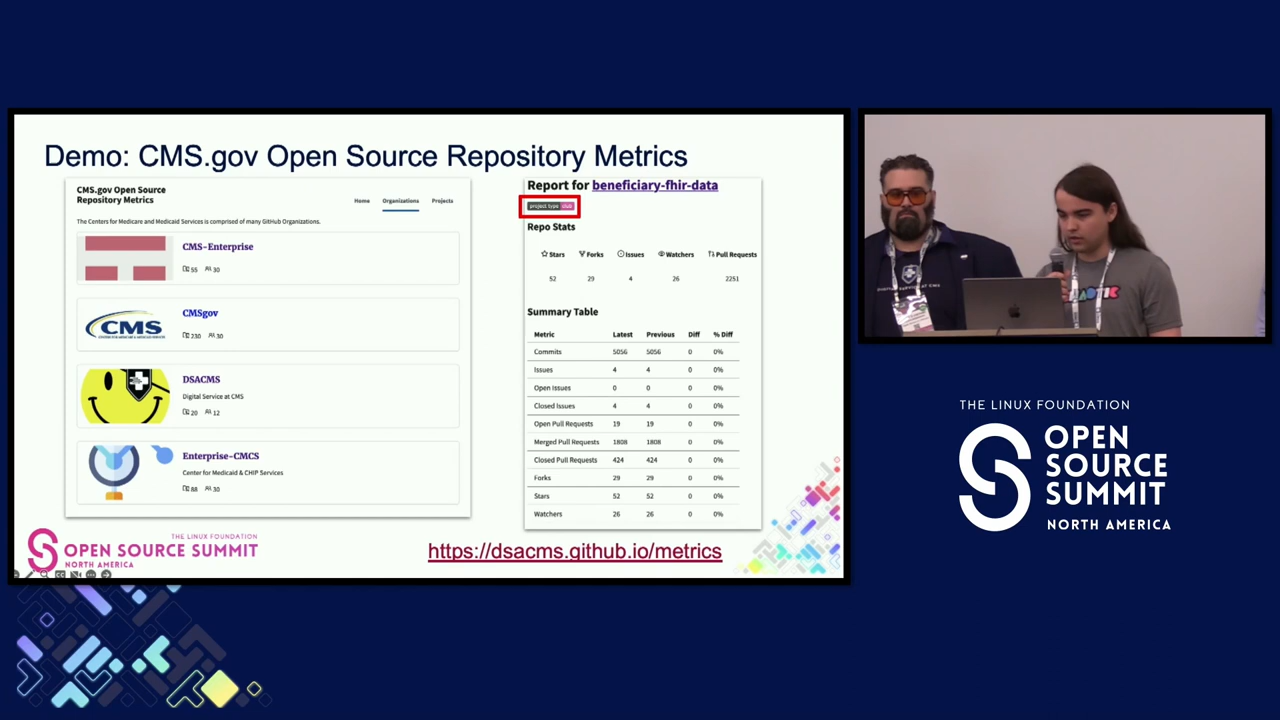 Demo: CMS.gov Open Source Repository Metrics
CMS.gov Open Source
Repository Metrics
Home Organizations Projects
The Centers for Medicare and Medicaid Services is comprised of many GitHub Organizations.
CMS-Enterprise
55 30
CMS
CMSgov
230 30
DSACMS
Digital Service at CMS
20 12
Enterprise-CMCS
Center for Medicaid & CHIP Services
88 30
Report for beneficiary-fhir-data
project type club
Repo Stats
Stars Forks Issues Watchers Pull Requests
52 29 4 26 2251
Summary Table
Metric Latest Previous Diff % Diff
Commits 5056 5056 0 0%
Issues 4 4 0 0%
Open Issues 0 0 0 0%
Closed Issues 4 4 0 0%
Open Pull Requests 19 19 0 0%
Merged Pull Requests 1808 1808 0 0%
Closed Pull Requests 424 424 0 0%
Forks 29 29 0 0%
Stars 52 52 0 0%
Watchers 26 26 0 0%
THE LINUX FOUNDATION
OPEN SOURCE SUMMIT
NORTH AMERICA
https://dsacms.github.io/metrics
DIGITAL SERVICE AT CMS
THE LINUX FOUNDATION
OPEN
SOURCE
SUMMIT
NORTH AMERICA